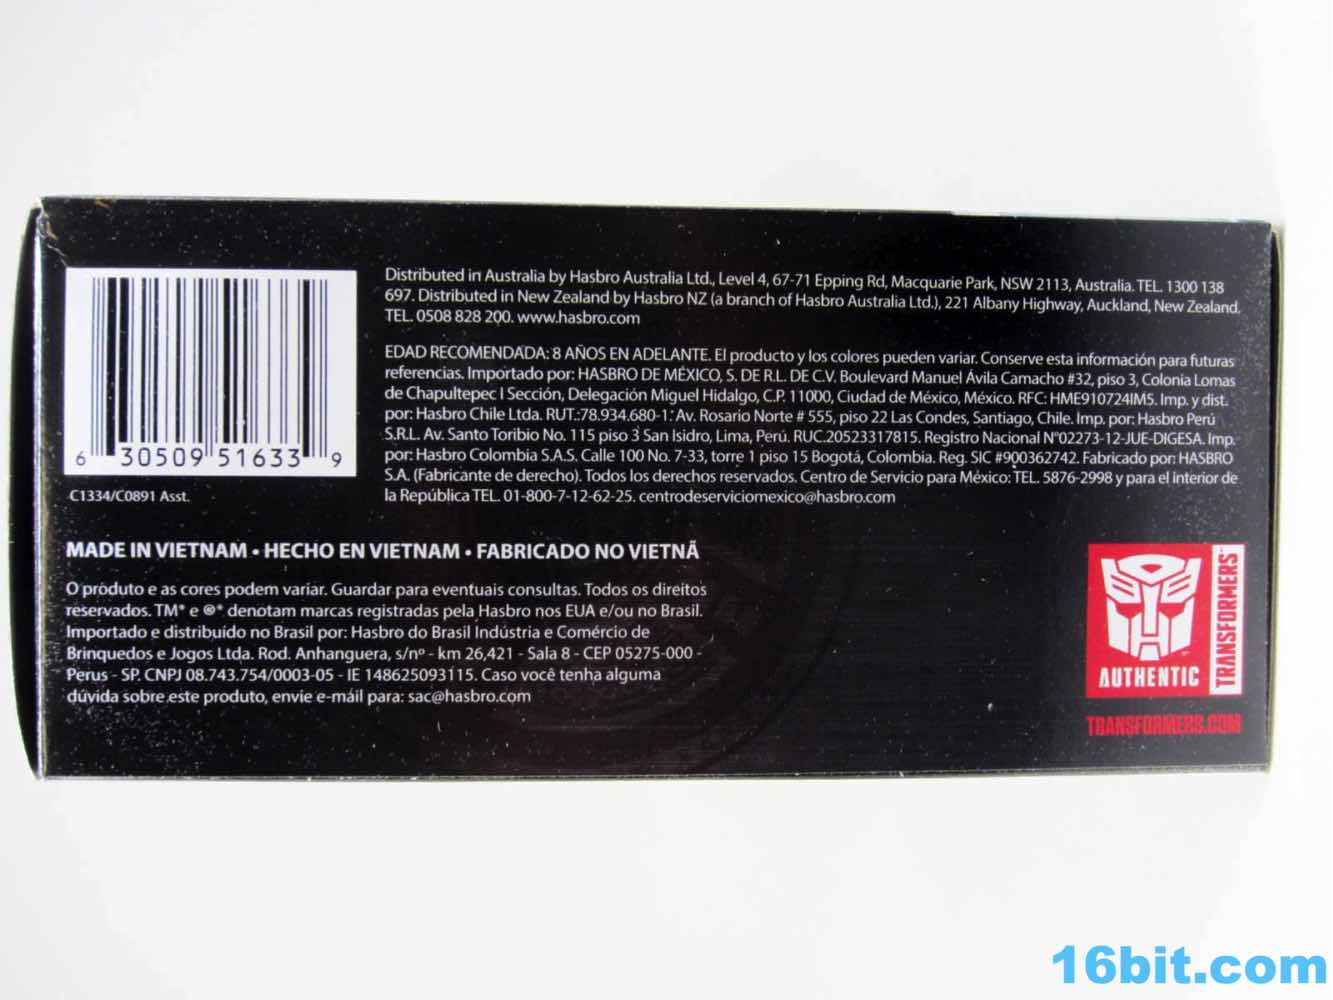 Distributed in Australia by Hasbro Australia Ltd., Level 4, 67-71 Epping Rd, Macquarie Park, NSW 2113, Australia. TEL. 1300 138
697. Distributed in New Zealand by Hasbro NZ (a branch of Hasbro Australia Ltd.), 221 Albany Highway, Auckland, New Zealand.
TEL. 0508 828 200. www.hasbro.com
EDAD RECOMENDADA: 8 AÑOS EN ADELANTE. El producto y los colores pueden variar. Conserve esta información para futuras
referencias. Importado por: HASBRO DE MÉXICO, S. DE R.L. DE C.V. Boulevard Manuel Ávila Camacho #32, piso 3, Colonia Lomas
de Chapultepec I Sección, Delegación Miguel Hidalgo, C.P. 11000, Ciudad de México, México. RFC: HME910724IM5. Imp. y dist.
por: Hasbro Chile Ltda. RUT.:78.934.680-1. Av. Rosario Norte # 555, piso 22 Las Condes, Santiago, Chile. Imp. por: Hasbro Perú
S.R.L. Av. Santo Toribio No. 115 piso 3 San Isidro, Lima, Perú. RUC.20523317815. Registro Nacional N°02273-12-JUE-DIGESA. Imp.
por: Hasbro Colombia S.A.S. Calle 100 No. 7-33, torre 1 piso 15 Bogotá, Colombia. Reg. SIC #900362742. Fabricado por: HASBRO
S.A. (Fabricante de derecho). Todos los derechos reservados. Centro de Servicio para México: TEL. 5876-2998 y para el interior de
la República TEL. 01-800-7-12-62-25. centrodeserviciomexico@hasbro.com
6 30509 51633 9
C1334/C0891 Asst.
MADE IN VIETNAM • HECHO EN VIETNAM • FABRICADO NO VIETNÃ
O produto e as cores podem variar. Guardar para eventuais consultas. Todos os direitos
reservados. TM* e ®* denotam marcas registradas pela Hasbro nos EUA e/ou no Brasil.
Importado e distribuído no Brasil por: Hasbro do Brasil Indústria e Comércio de
Brinquedos e Jogos Ltda. Rod. Anhanguera, s/nº - km 26,421 - Sala 8 - CEP 05275-000 -
Perus - SP. CNPJ 08.743.754/0003-05 - IE 148625093115. Caso você tenha alguma
dúvida sobre este produto, envie e-máil para: sac@hasbro.com
AUTHENTIC
TRANSFORMERS
TRANSFORMERS.COM
16bit.com